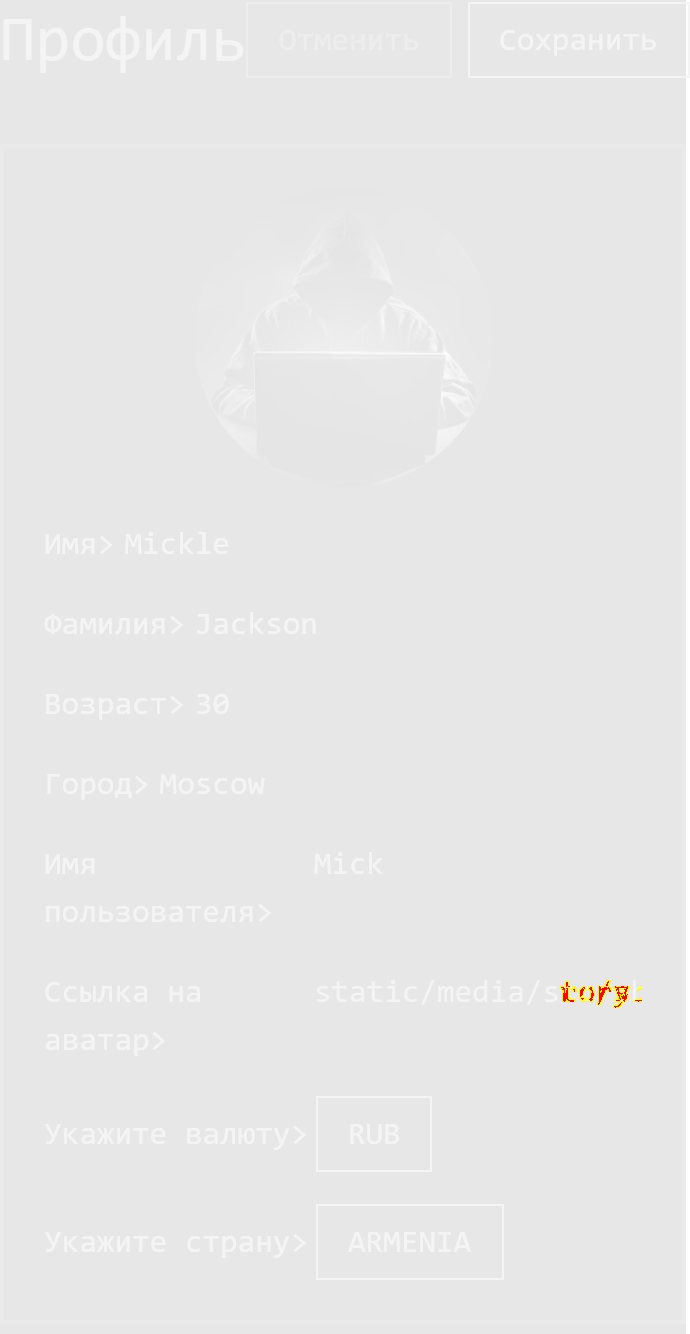 Профиль Отменить Сохранить
Имя> Mickle
Фамилия> Jackson
Возраст> 30
Город> Moscow
Имя Mick
пользователя>
Ссылка на static/media/s
аватар>
Укажите валюту> RUB
Укажите страну> ARMENIA